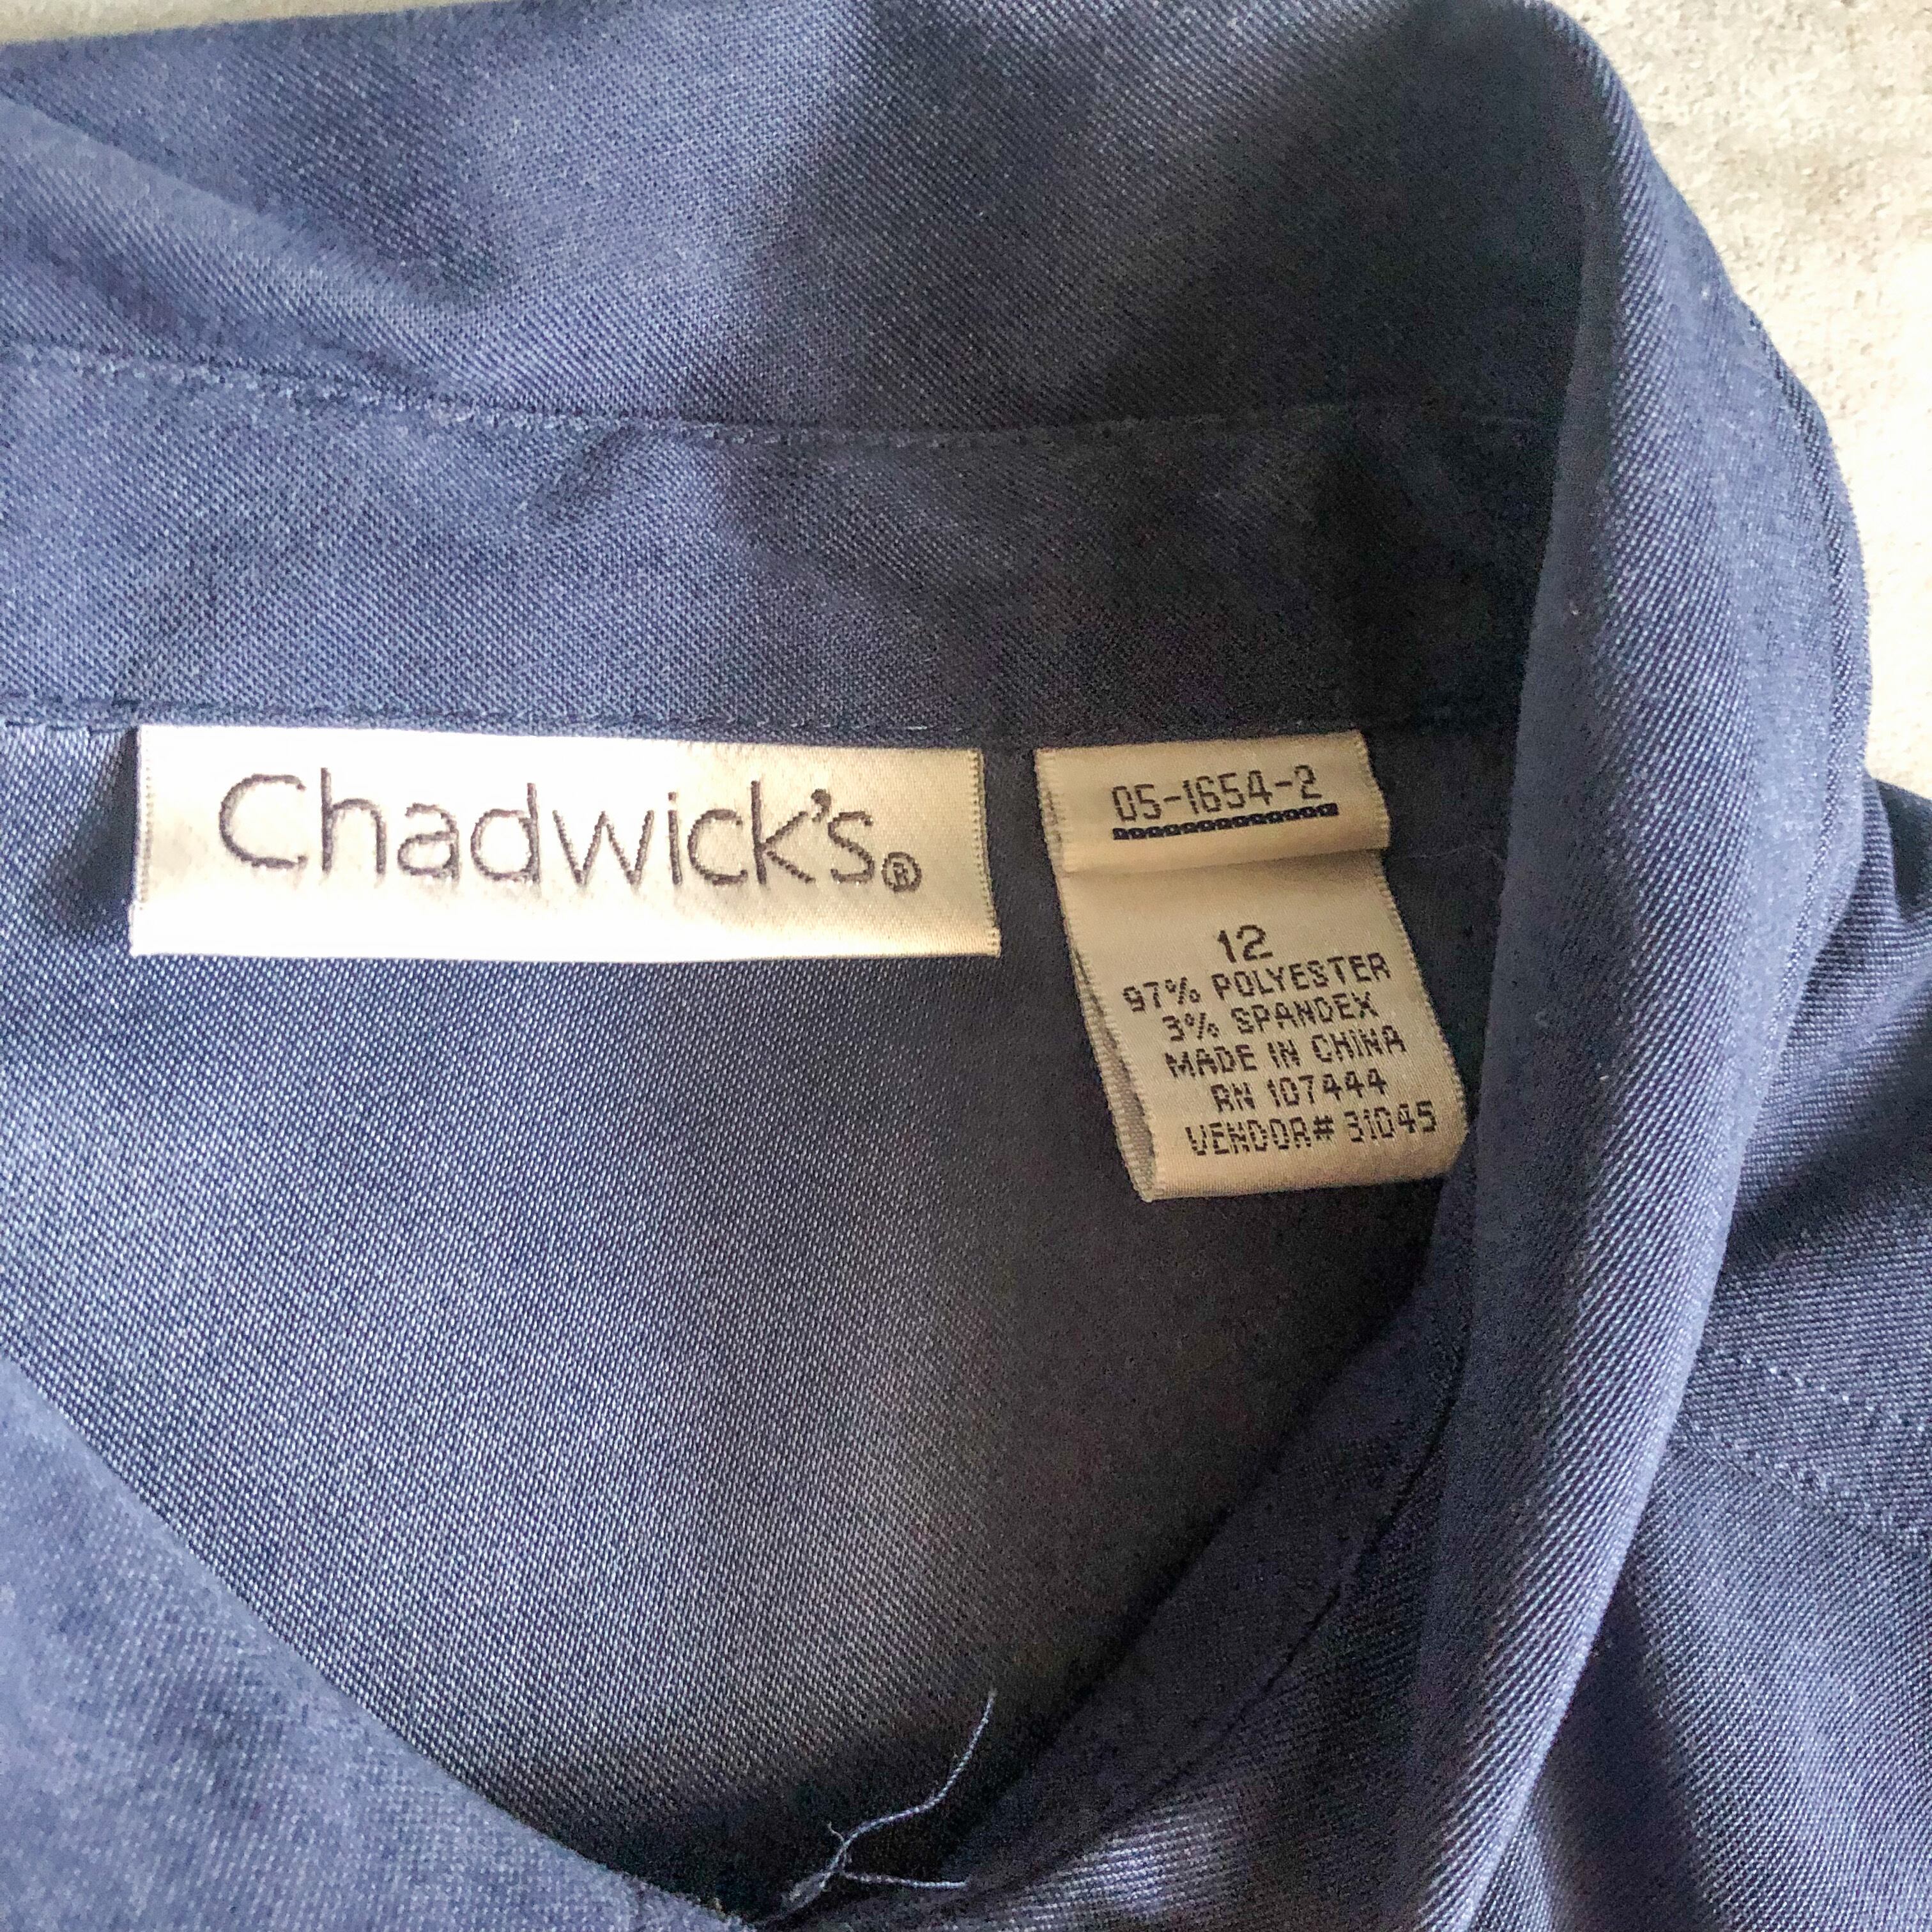 Chadwick's®
05-1654-2
12
97% POLYESTER
3% SPANDEX
MADE IN CHINA
RN 107444
VENDOR# 31045